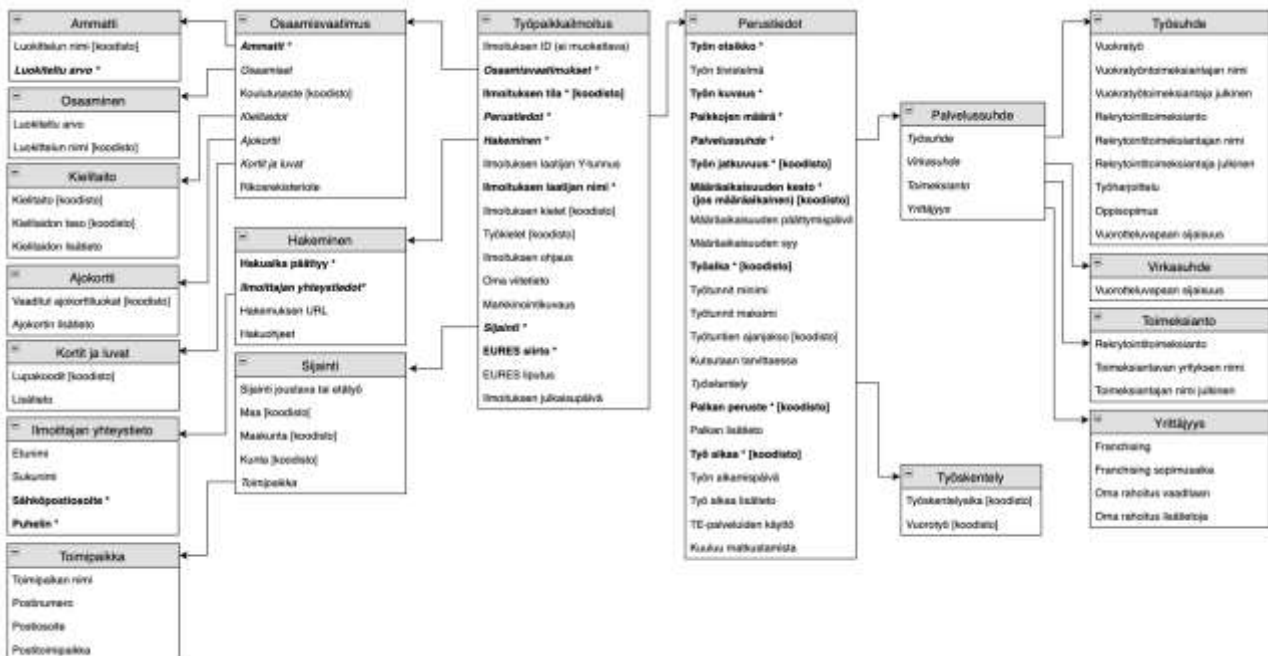 Ammatti
Luokittelun nimi [koodisto]
Luokiteltu arvo *
Osaaminen
Luokiteltu arvo
Luokittelun nimi [koodisto]
Kielitaito
Kielitaito [koodisto]
Kielitaidon taso [koodisto]
Kielitaidon lisätieto
Ajokortti
Vaaditut ajokorttiluokat [koodisto]
Ajokortin lisätieto
Kortit ja luvat
Lupakoodit [koodisto]
Lisätieto
Ilmoittajan yhteystieto
Etunimi
Sukunimi
Sähköpostiosoite *
Puhelin *
Toimipaikka
Toimipaikan nimi
Postinumero
Postiosoite
Postitoimipaikka
Osaamisvaatimus
Ammatti *
Osaamiset
Koulutusaste [koodisto]
Kielitaidot
Ajokortti
Kortit ja luvat
Rikosrekisteriote
Hakeminen
Hakuaika päättyy *
Ilmoittajan yhteystiedot*
Hakemuksen URL
Hakuohjeet
Sijainti
Sijainti joustava tai etätyö
Maa [koodisto]
Maakunta [koodisto]
Kunta [koodisto]
Toimipaikka
Työpaikkailmoitus
Ilmoituksen ID (ei muokattava)
Osaamisvaatimukset *
Ilmoituksen tila * [koodisto]
Perustiedot *
Hakeminen *
Ilmoituksen laatijan Y-tunnus
Ilmoituksen laatijan nimi *
Ilmoituksen kielet [koodisto]
Työkielet [koodisto]
Ilmoituksen ohjaus
Oma viitetieto
Markkinointikuvaus
Sijainti *
EURES siirto *
EURES liputus
Ilmoituksen julkaisupäivä
Perustiedot
Työn otsikko *
Työn tiivistelmä
Työn kuvaus *
Paikkojen määrä *
Palvelussuhde *
Työn jatkuvuus * [koodisto]
Määräaikaisuuden kesto *
(jos määräaikainen) [koodisto]
Määräaikaisuuden päättymispäivä
Määräaikaisuuden syy
Työaika * [koodisto]
Työtunnit minimi
Työtunnit maksimi
Työtuntien ajanjakso [koodisto]
Kutsutaan tarvittaessa
Työskentely
Palkan peruste * [koodisto]
Palkan lisätieto
Työ alkaa * [koodisto]
Työn alkamispäivä
Työ alkaa lisätieto
TE-palveluiden käyttö
Kuuluu matkustamista
Palvelussuhde
Työsuhde
Virkasuhde
Toimeksianto
Yrittäjyys
Työskentely
Työskentelyaika [koodisto]
Vuorotyö [koodisto]
Työsuhde
Vuokratyö
Vuokratyöntoimeksiantajan nimi
Vuokratyötoimeksiantaja julkinen
Rekrytointitoimeksianto
Rekrytointitoimeksiantajan nimi
Rekrytointitoimeksiantaja julkinen
Työharjoittelu
Oppisopimus
Vuorotteluvapaan sijaisuus
Virkasuhde
Vuorotteluvapaan sijaisuus
Toimeksianto
Rekrytointitoimeksianto
Toimeksiantavan yrityksen nimi
Toimeksiantajan nimi julkinen
Yrittäjyys
Franchising
Franchising sopimusaika
Oma rahoitus vaaditaan
Oma rahoitus lisätietoja